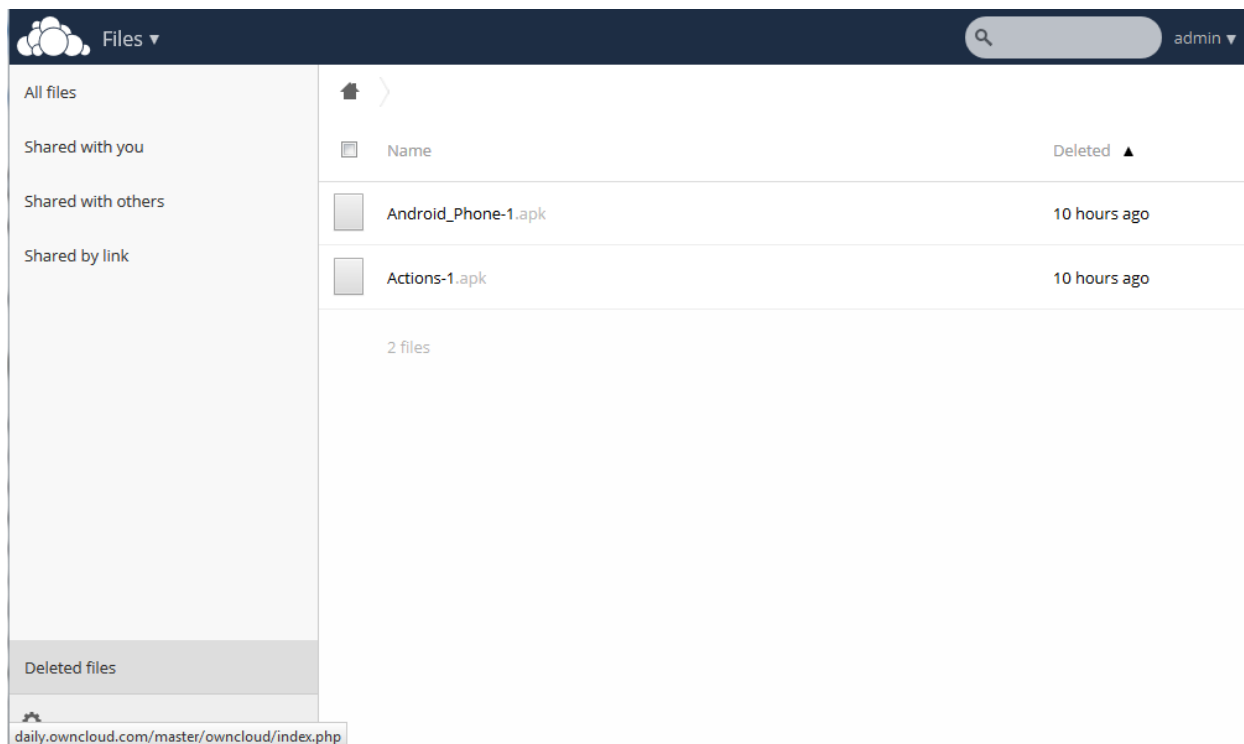 Files ▾ admin ▾
All files
Shared with you
Shared with others
Shared by link
Name Deleted ▲
Android_Phone-1.apk 10 hours ago
Actions-1.apk 10 hours ago
2 files
Deleted files
daily.owncloud.com/master/owncloud/index.php